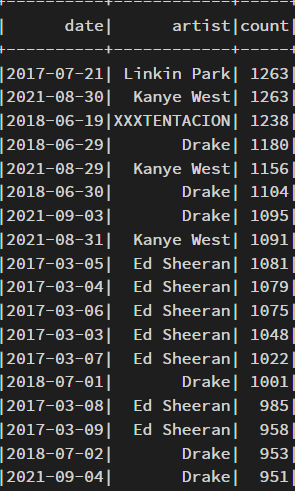 +----------+------------+-----+
|      date|      artist|count|
+----------+------------+-----+
|2017-07-21| Linkin Park| 1263|
|2021-08-30|  Kanye West| 1263|
|2018-06-19|XXXTENTACION| 1238|
|2018-06-29|       Drake| 1180|
|2021-08-29|  Kanye West| 1156|
|2018-06-30|       Drake| 1104|
|2021-09-03|       Drake| 1095|
|2021-08-31|  Kanye West| 1091|
|2017-03-05|  Ed Sheeran| 1081|
|2017-03-04|  Ed Sheeran| 1079|
|2017-03-06|  Ed Sheeran| 1075|
|2017-03-03|  Ed Sheeran| 1048|
|2017-03-07|  Ed Sheeran| 1022|
|2018-07-01|       Drake| 1001|
|2017-03-08|  Ed Sheeran|  985|
|2017-03-09|  Ed Sheeran|  958|
|2018-07-02|       Drake|  953|
|2021-09-04|       Drake|  951|